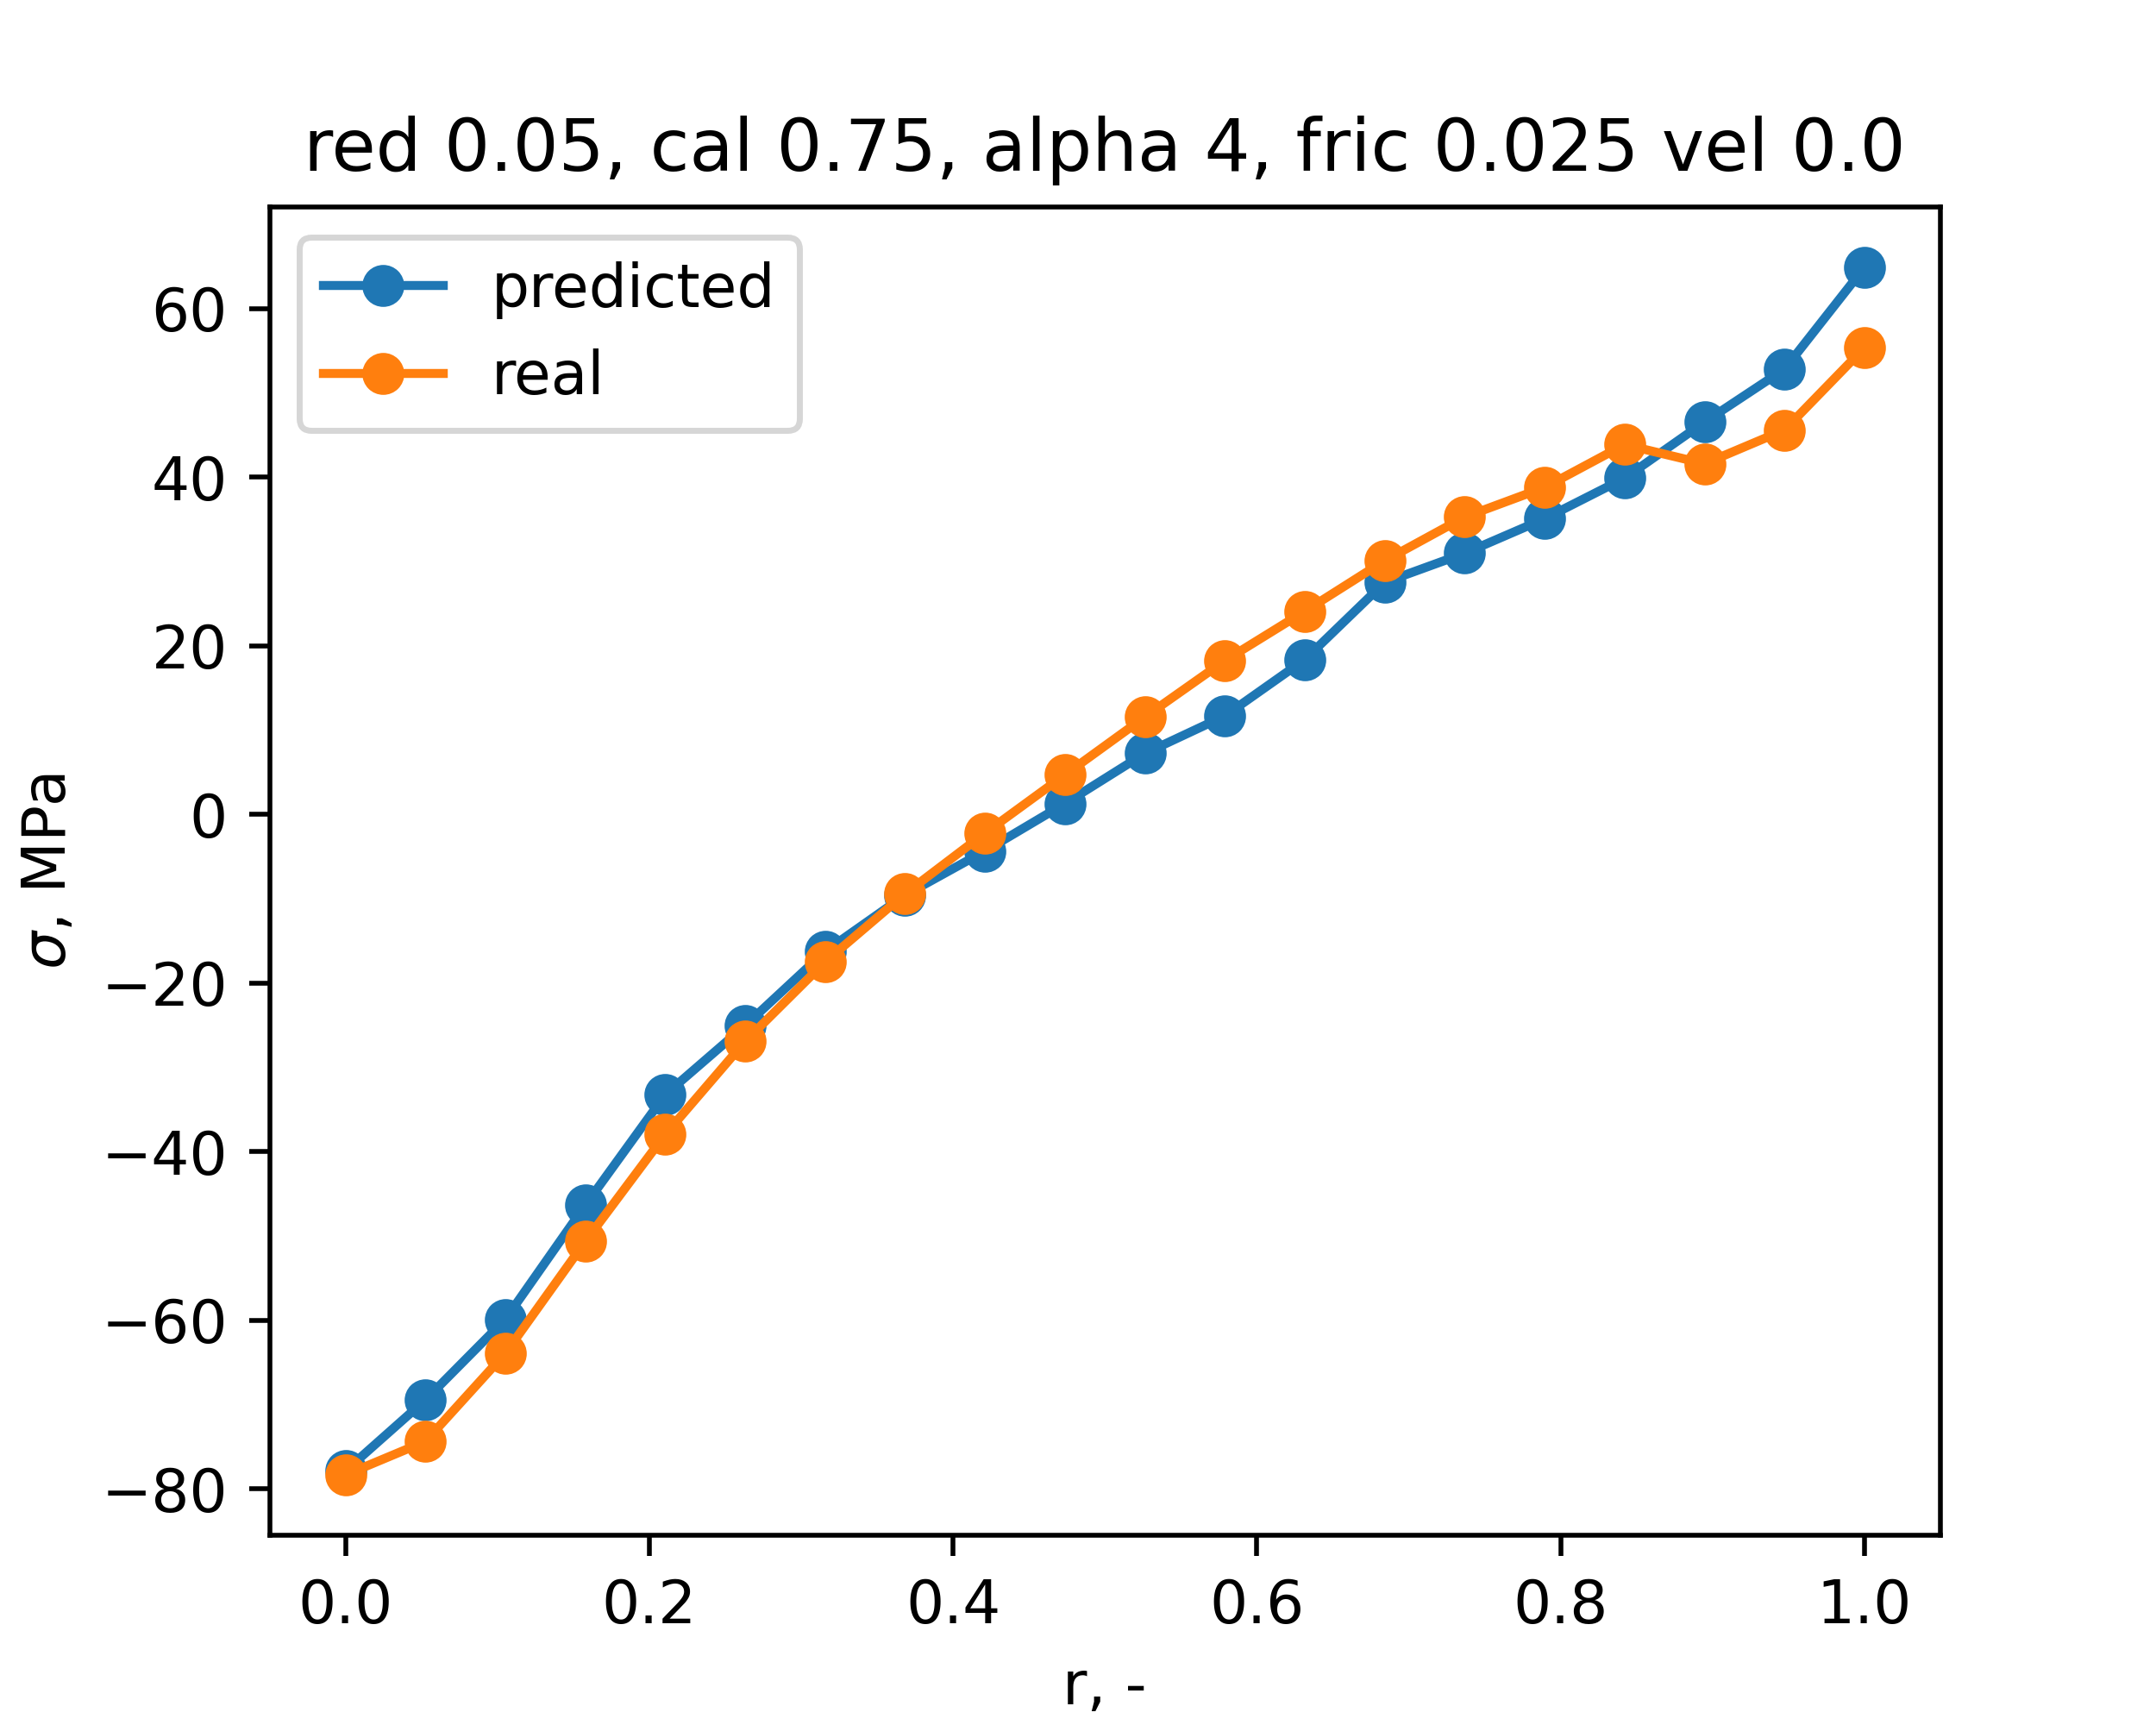 red 0.05, cal 0.75, alpha 4, fric 0.025 vel 0.0
predicted
real
60
40
20
0
−20
−40
−60
−80
σ, MPa
0.0 0.2 0.4 0.6 0.8 1.0
r, -